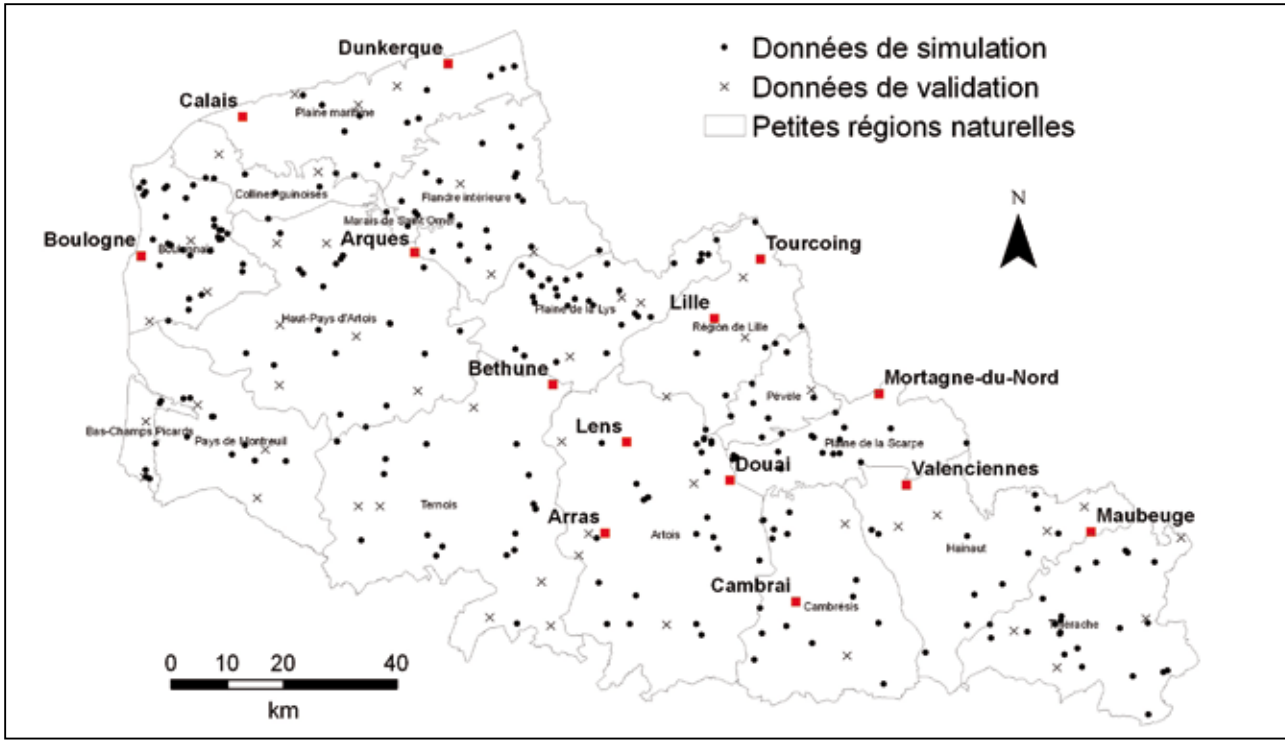 Dunkerque
Données de simulation
Données de validation
Petites régions naturelles
Calais
Plaine maritime
Collines guinoises
Flandre intérieure
N
Marais de Saint Omer
Boulogne
Boulonnais
Arques
Tourcoing
Lille
Plaine de la Lys
Haut-Pays d'Artois
Région de Lille
Bethune
Mortagne-du-Nord
Pévèle
Bas-Champs Picards
Pays de Montreuil
Lens
Plaine de la Scarpe
Douai
Valenciennes
Ternois
Arras
Artois
Maubeuge
Hainaut
Cambrai
Cambrésis
Thiérache
0 10 20 40
km